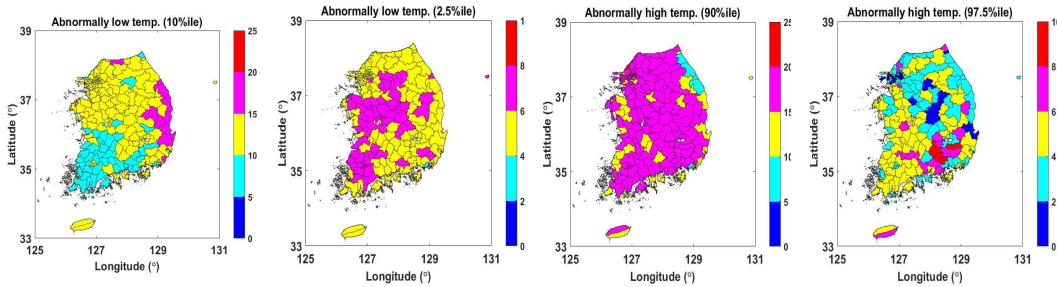 Abnormally low temp. (10%ile)
39
37
35
33
125 127 129 131
Latitude (°)
Longitude (°)
25
20
15
10
5
0
Abnormally low temp. (2.5%ile)
39
37
35
33
125 127 129 131
Latitude (°)
Longitude (°)
8
6
4
2
0
Abnormally high temp. (90%ile)
39
37
35
33
125 127 129 131
Latitude (°)
Longitude (°)
25
20
15
10
5
0
Abnormally high temp. (97.5%ile)
39
37
35
33
125 127 129 131
Latitude (°)
Longitude (°)
8
6
4
2
0